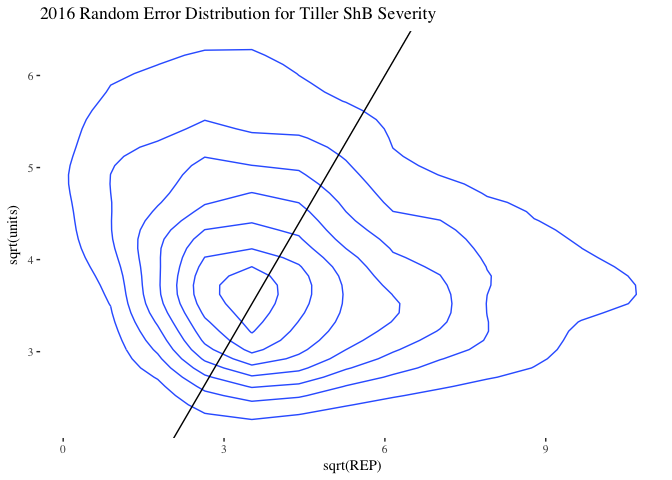 2016 Random Error Distribution for Tiller ShB Severity
6
5
4
3
sqrt(units)
0 3 6 9
sqrt(REP)